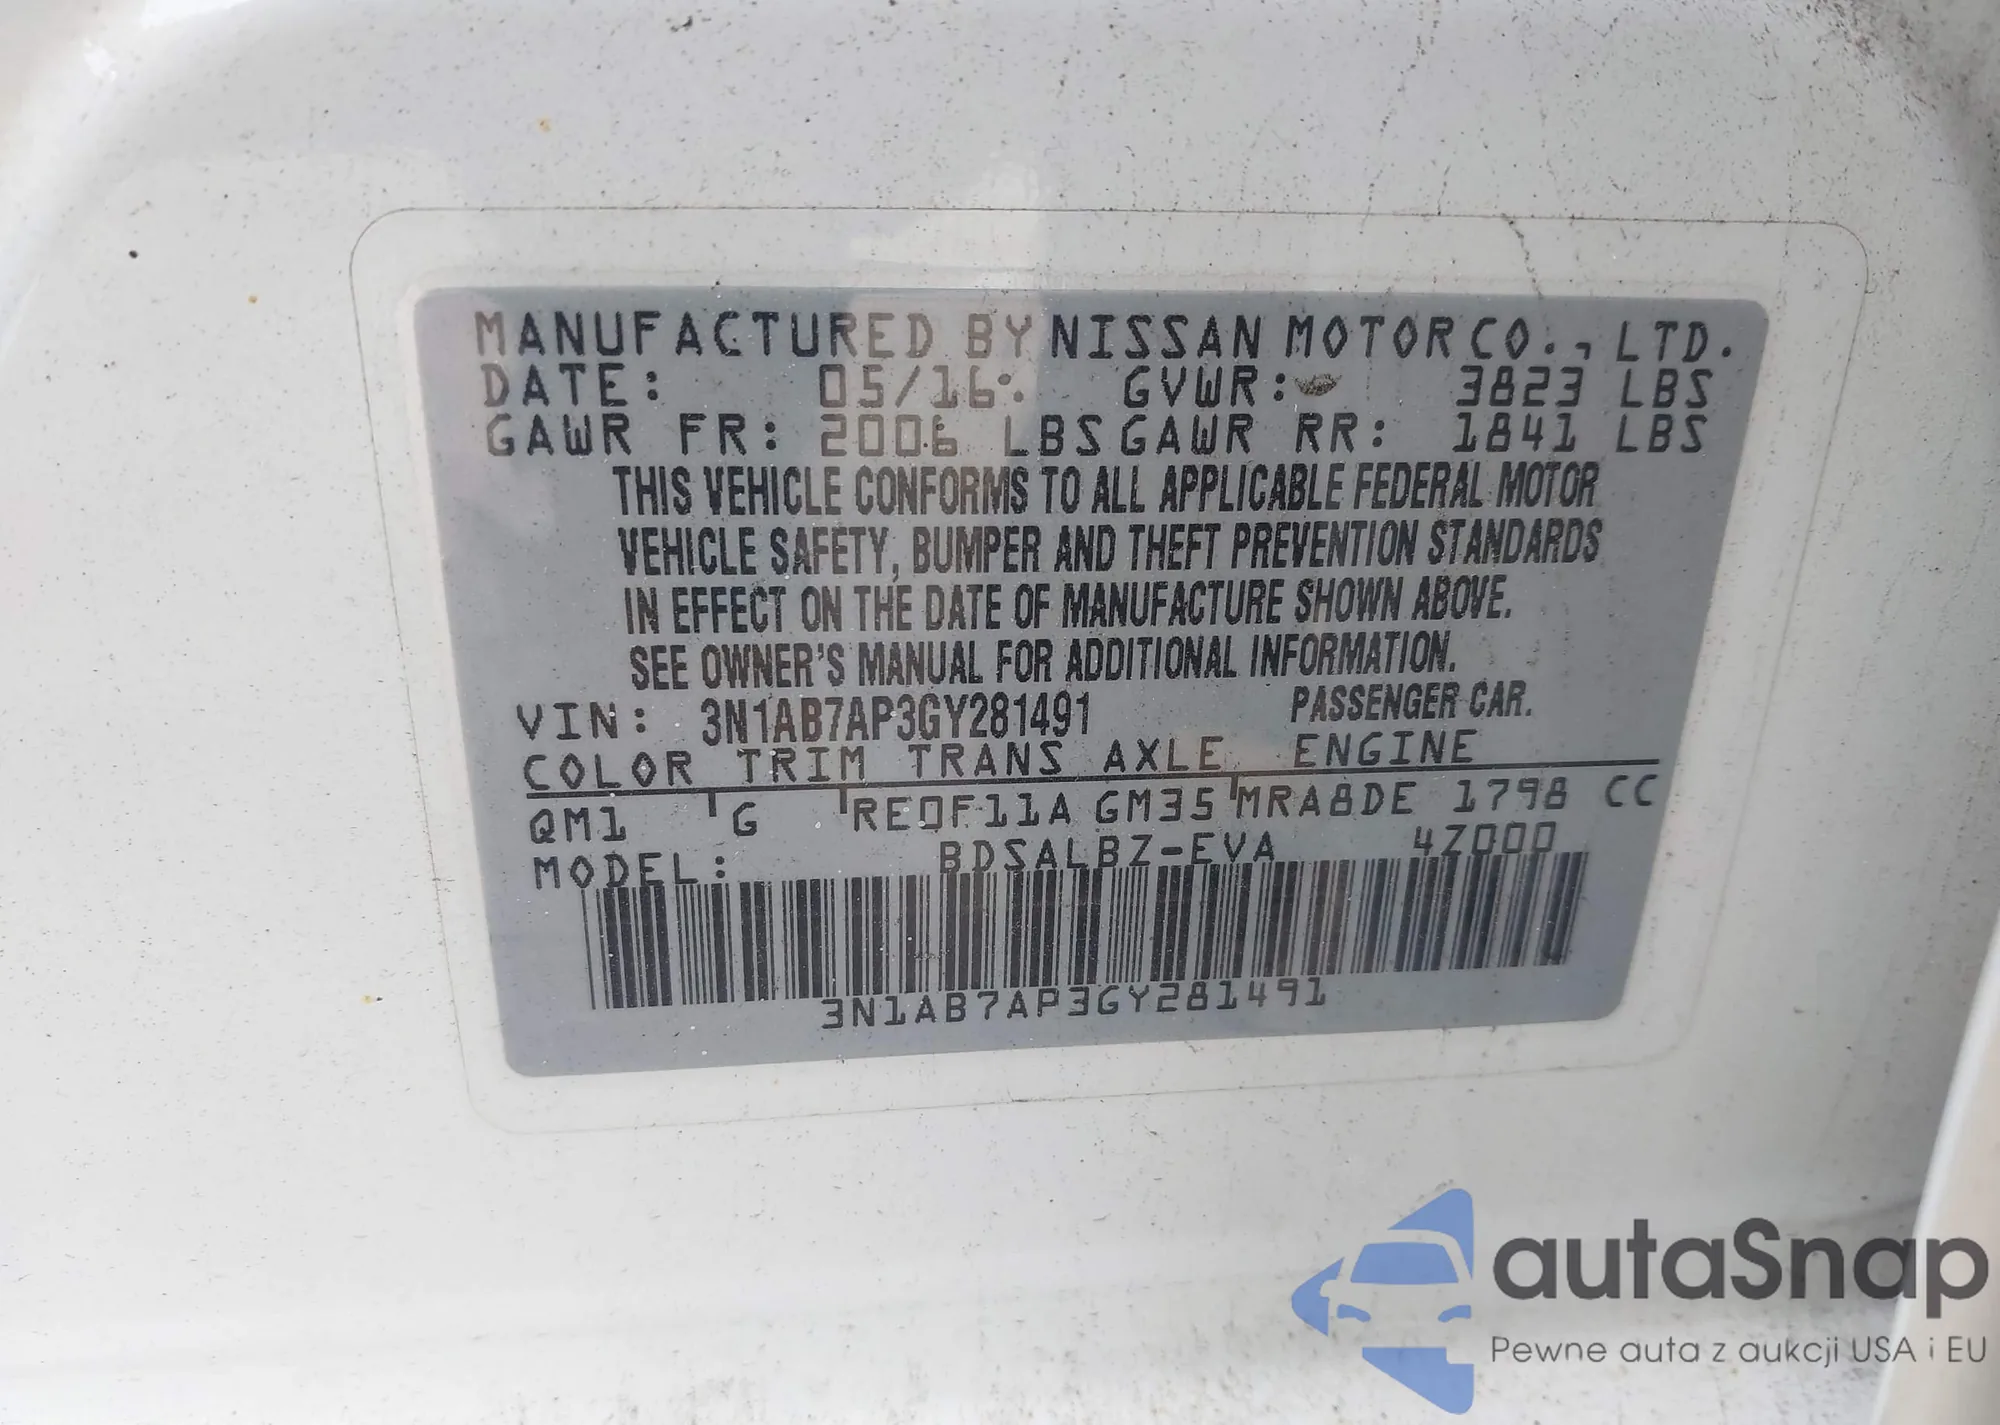 MANUFACTURED BY NISSAN MOTOR CO., LTD.
DATE: 05/16 GVWR: 3823 LBS
GAWR FR: 2006 LBS GAWR RR: 1841 LBS
THIS VEHICLE CONFORMS TO ALL APPLICABLE FEDERAL MOTOR
VEHICLE SAFETY, BUMPER AND THEFT PREVENTION STANDARDS
IN EFFECT ON THE DATE OF MANUFACTURE SHOWN ABOVE.
SEE OWNER'S MANUAL FOR ADDITIONAL INFORMATION.
VIN: 3N1AB7AP3GY281491 PASSENGER CAR.
COLOR TRIM TRANS AXLE ENGINE
QM1 G RE0F11A GM35 MRA8DE 1798 CC
MODEL: BDSALBZ-EVA 4Z000
3N1AB7AP3GY281491
autaSnap
Pewne auta z aukcji USA i EU